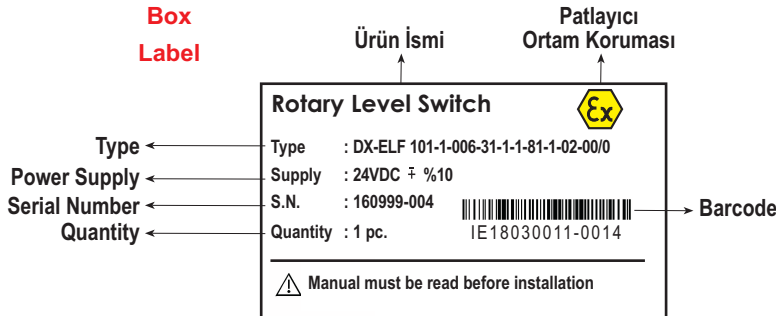 Box
Label
Ürün İsmi
Patlayıcı
Ortam Koruması
Rotary Level Switch
Ex
Type
Type : DX-ELF 101-1-006-31-1-1-81-1-02-00/0
Power Supply
Supply : 24VDC ∓ %10
Serial Number
S.N. : 160999-004
Barcode
Quantity
Quantity : 1 pc.
IE18030011-0014
Manual must be read before installation